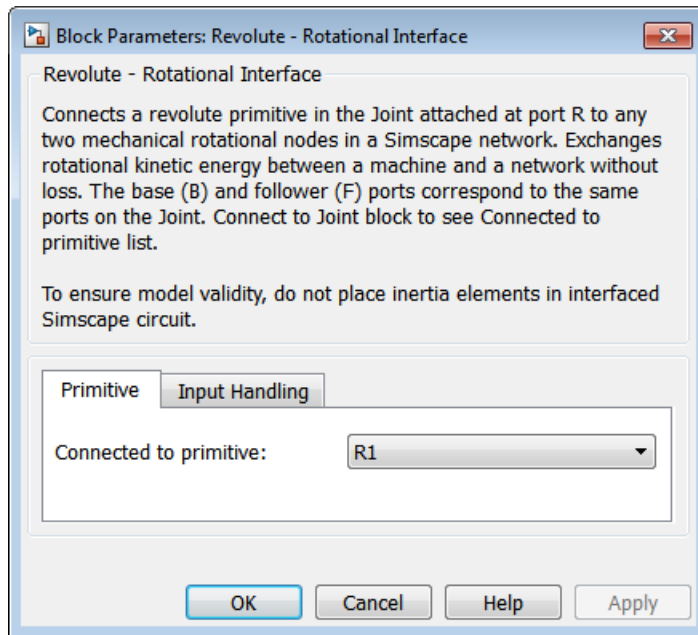 Block Parameters: Revolute - Rotational Interface
Revolute - Rotational Interface
Connects a revolute primitive in the Joint attached at port R to any
two mechanical rotational nodes in a Simscape network. Exchanges
rotational kinetic energy between a machine and a network without
loss. The base (B) and follower (F) ports correspond to the same
ports on the Joint. Connect to Joint block to see Connected to
primitive list.
To ensure model validity, do not place inertia elements in interfaced
Simscape circuit.
Primitive Input Handling
Connected to primitive: R1
OK Cancel Help Apply